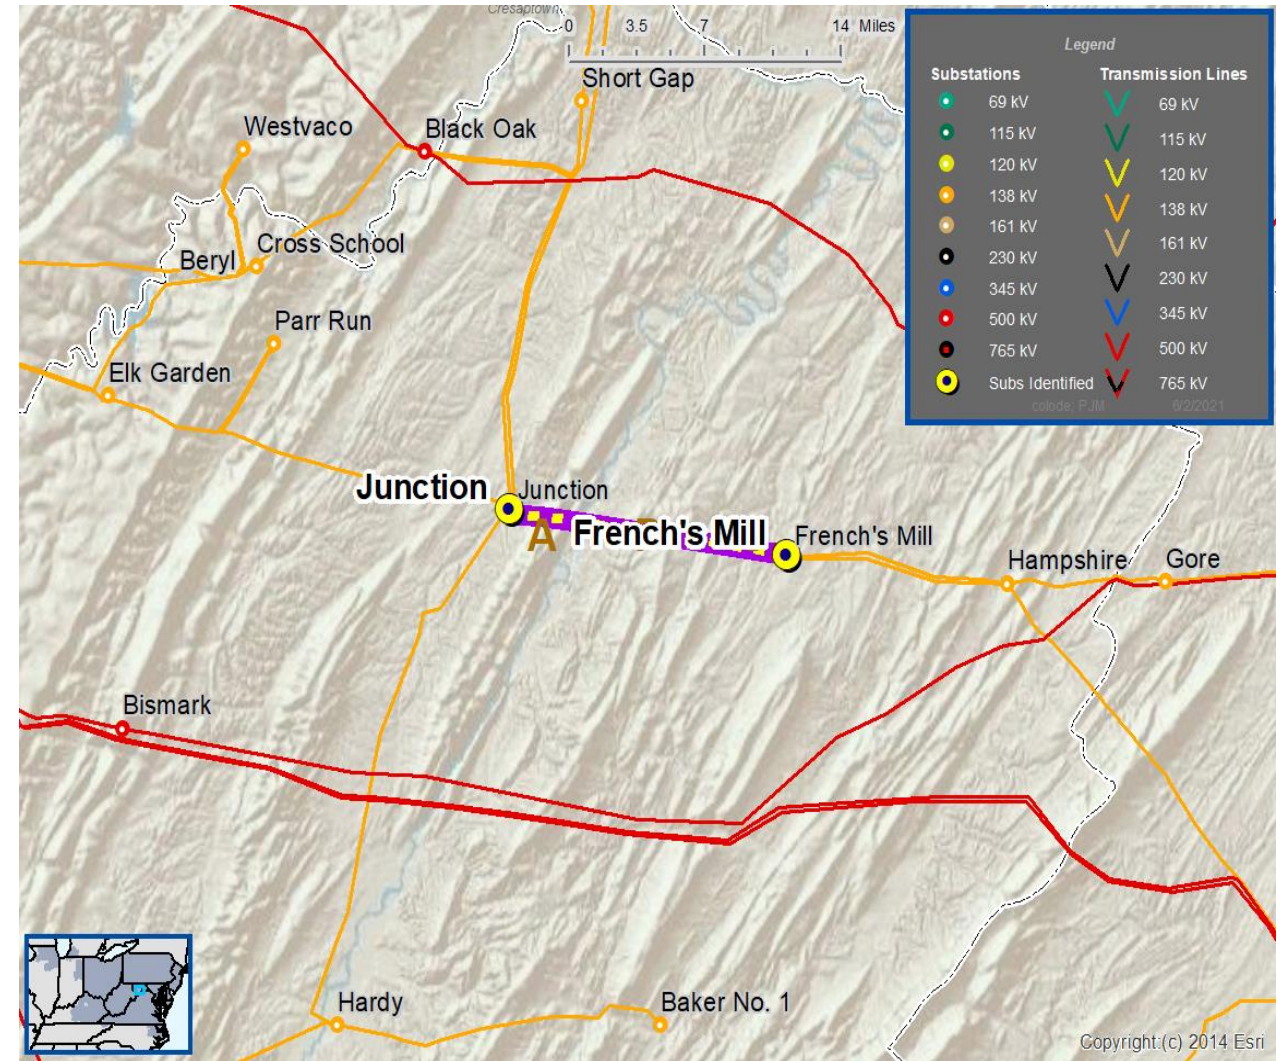 Cresaptown
0 3.5 7 14 Miles
Short Gap
Westvaco
Black Oak
Cross School
Beryl
Parr Run
Elk Garden
Junction
Junction
A
French's Mill
French's Mill
Hampshire
Gore
Bismark
Hardy
Baker No. 1
Legend
Substations Transmission Lines
69 kV 69 kV
115 kV 115 kV
120 kV 120 kV
138 kV 138 kV
161 kV 161 kV
230 kV 230 kV
345 kV 345 kV
500 kV 500 kV
765 kV 765 kV
Subs Identified
colode; PJM 6/2/2021
Copyright:(c) 2014 Esri